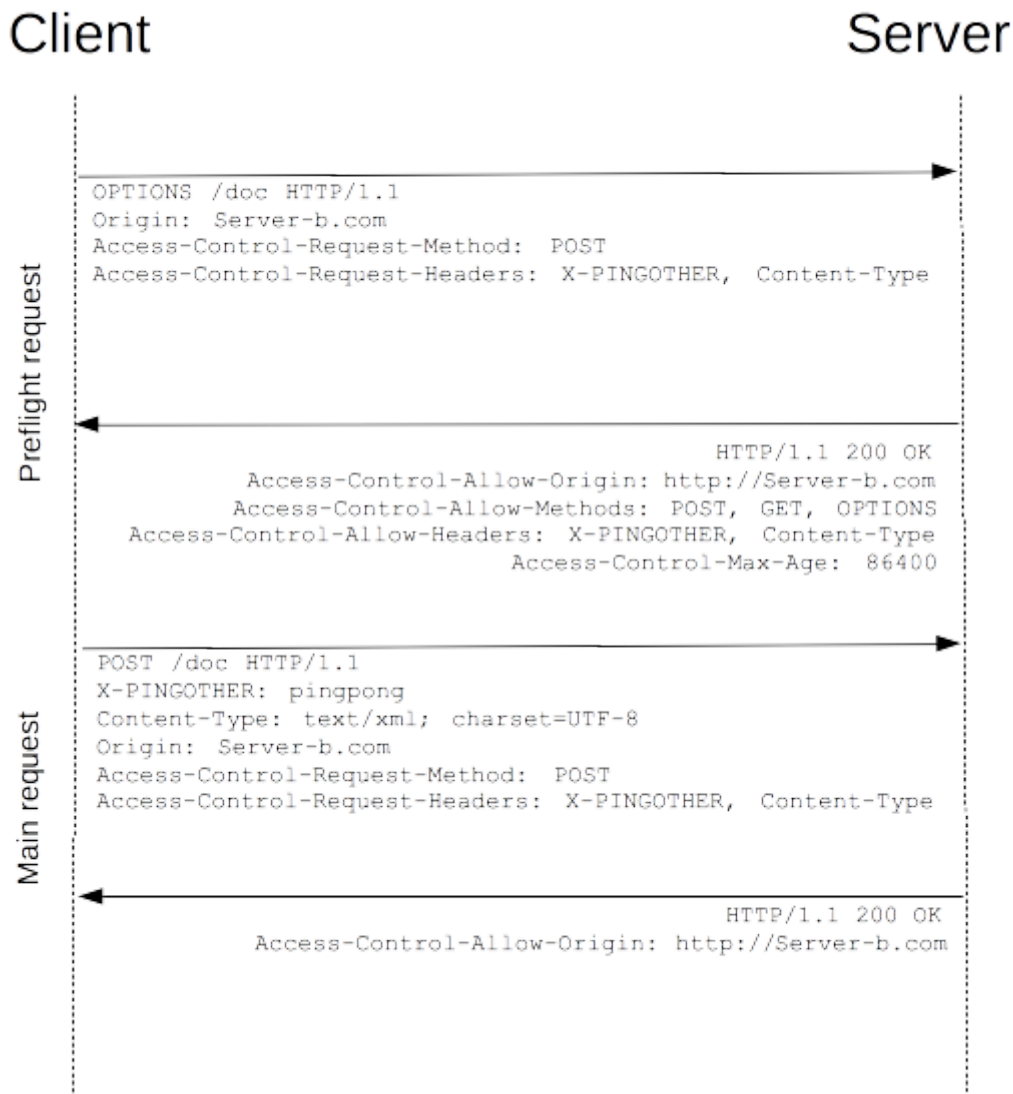 Client
Server
Preflight request
OPTIONS /doc HTTP/1.1
Origin: Server-b.com
Access-Control-Request-Method: POST
Access-Control-Request-Headers: X-PINGOTHER, Content-Type
HTTP/1.1 200 OK
Access-Control-Allow-Origin: http://Server-b.com
Access-Control-Allow-Methods: POST, GET, OPTIONS
Access-Control-Allow-Headers: X-PINGOTHER, Content-Type
Access-Control-Max-Age: 86400
Main request
POST /doc HTTP/1.1
X-PINGOTHER: pingpong
Content-Type: text/xml; charset=UTF-8
Origin: Server-b.com
Access-Control-Request-Method: POST
Access-Control-Request-Headers: X-PINGOTHER, Content-Type
HTTP/1.1 200 OK
Access-Control-Allow-Origin: http://Server-b.com